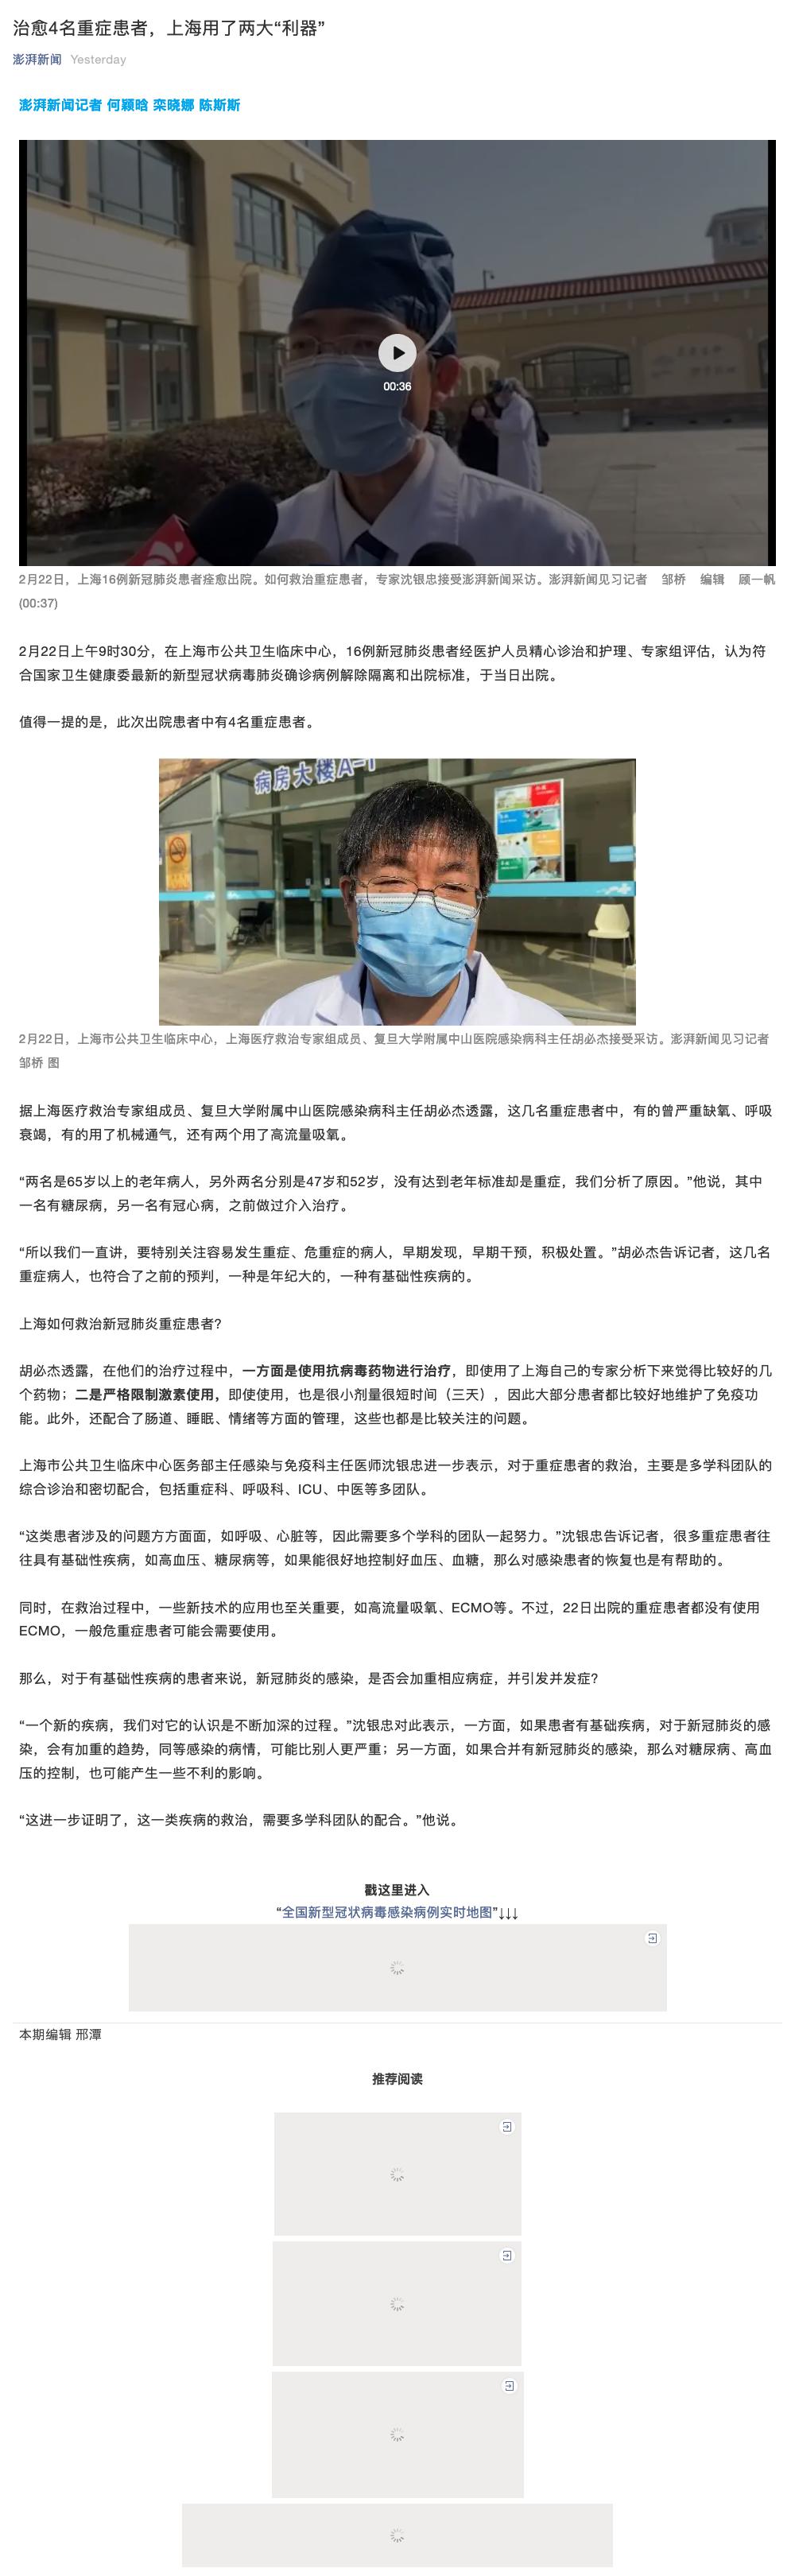 治愈4名重症患者，上海用了两大“利器”
澎湃新闻 Yesterday
澎湃新闻记者 何颖晗 栾晓娜 陈斯斯
00:36
2月22日，上海16例新冠肺炎患者痊愈出院。如何救治重症患者，专家沈银忠接受澎湃新闻采访。澎湃新闻见习记者 邹桥 编辑 顾一帆
(00:37)
2月22日上午9时30分，在上海市公共卫生临床中心，16例新冠肺炎患者经医护人员精心诊治和护理、专家组评估，认为符
合国家卫生健康委最新的新型冠状病毒肺炎确诊病例解除隔离和出院标准，于当日出院。
值得一提的是，此次出院患者中有4名重症患者。
病房大楼A-1
2月22日，上海市公共卫生临床中心，上海医疗救治专家组成员、复旦大学附属中山医院感染病科主任胡必杰接受采访。澎湃新闻见习记者
邹桥 图
据上海医疗救治专家组成员、复旦大学附属中山医院感染病科主任胡必杰透露，这几名重症患者中，有的曾严重缺氧、呼吸
衰竭，有的用了机械通气，还有两个用了高流量吸氧。
“两名是65岁以上的老年病人，另外两名分别是47岁和52岁，没有达到老年标准却是重症，我们分析了原因。”他说，其中
一名有糖尿病，另一名有冠心病，之前做过介入治疗。
“所以我们一直讲，要特别关注容易发生重症、危重症的病人，早期发现，早期干预，积极处置。”胡必杰告诉记者，这几名
重症病人，也符合了之前的预判，一种是年纪大的，一种有基础性疾病的。
上海如何救治新冠肺炎重症患者？
胡必杰透露，在他们的治疗过程中，一方面是使用抗病毒药物进行治疗，即使用了上海自己的专家分析下来觉得比较好的几
个药物；二是严格限制激素使用，即使使用，也是很小剂量很短时间（三天），因此大部分患者都比较好地维护了免疫功
能。此外，还配合了肠道、睡眠、情绪等方面的管理，这些也都是比较关注的问题。
上海市公共卫生临床中心医务部主任感染与免疫科主任医师沈银忠进一步表示，对于重症患者的救治，主要是多学科团队的
综合诊治和密切配合，包括重症科、呼吸科、ICU、中医等多团队。
“这类患者涉及的问题方方面面，如呼吸、心脏等，因此需要多个学科的团队一起努力。”沈银忠告诉记者，很多重症患者往
往具有基础性疾病，如高血压、糖尿病等，如果能很好地控制好血压、血糖，那么对感染患者的恢复也是有帮助的。
同时，在救治过程中，一些新技术的应用也至关重要，如高流量吸氧、ECMO等。不过，22日出院的重症患者都没有使用
ECMO，一般危重症患者可能会需要使用。
那么，对于有基础性疾病的患者来说，新冠肺炎的感染，是否会加重相应病症，并引发并发症？
“一个新的疾病，我们对它的认识是不断加深的过程。”沈银忠对此表示，一方面，如果患者有基础疾病，对于新冠肺炎的感
染，会有加重的趋势，同等感染的病情，可能比别人更严重；另一方面，如果合并有新冠肺炎的感染，那么对糖尿病、高血
压的控制，也可能产生一些不利的影响。
“这进一步证明了，这一类疾病的救治，需要多学科团队的配合。”他说。
戳这里进入
“全国新型冠状病毒感染病例实时地图”↓↓↓
本期编辑 邢潭
推荐阅读